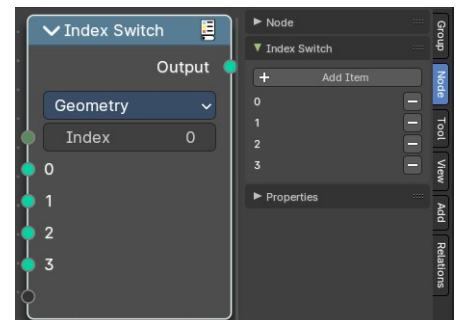 Index Switch
Output
Geometry
Index 0
0
1
2
3
Node
Index Switch
+ Add Item
0
1
2
3
Properties
Group
Node
Tool
View
Add
Relations